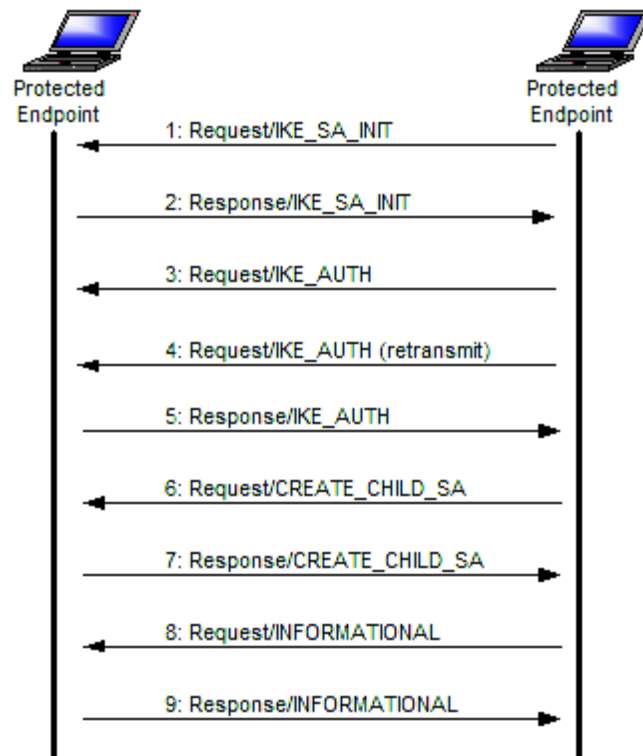 Protected
Endpoint
Protected
Endpoint
1: Request/IKE_SA_INIT
2: Response/IKE_SA_INIT
3: Request/IKE_AUTH
4: Request/IKE_AUTH (retransmit)
5: Response/IKE_AUTH
6: Request/CREATE_CHILD_SA
7: Response/CREATE_CHILD_SA
8: Request/INFORMATIONAL
9: Response/INFORMATIONAL